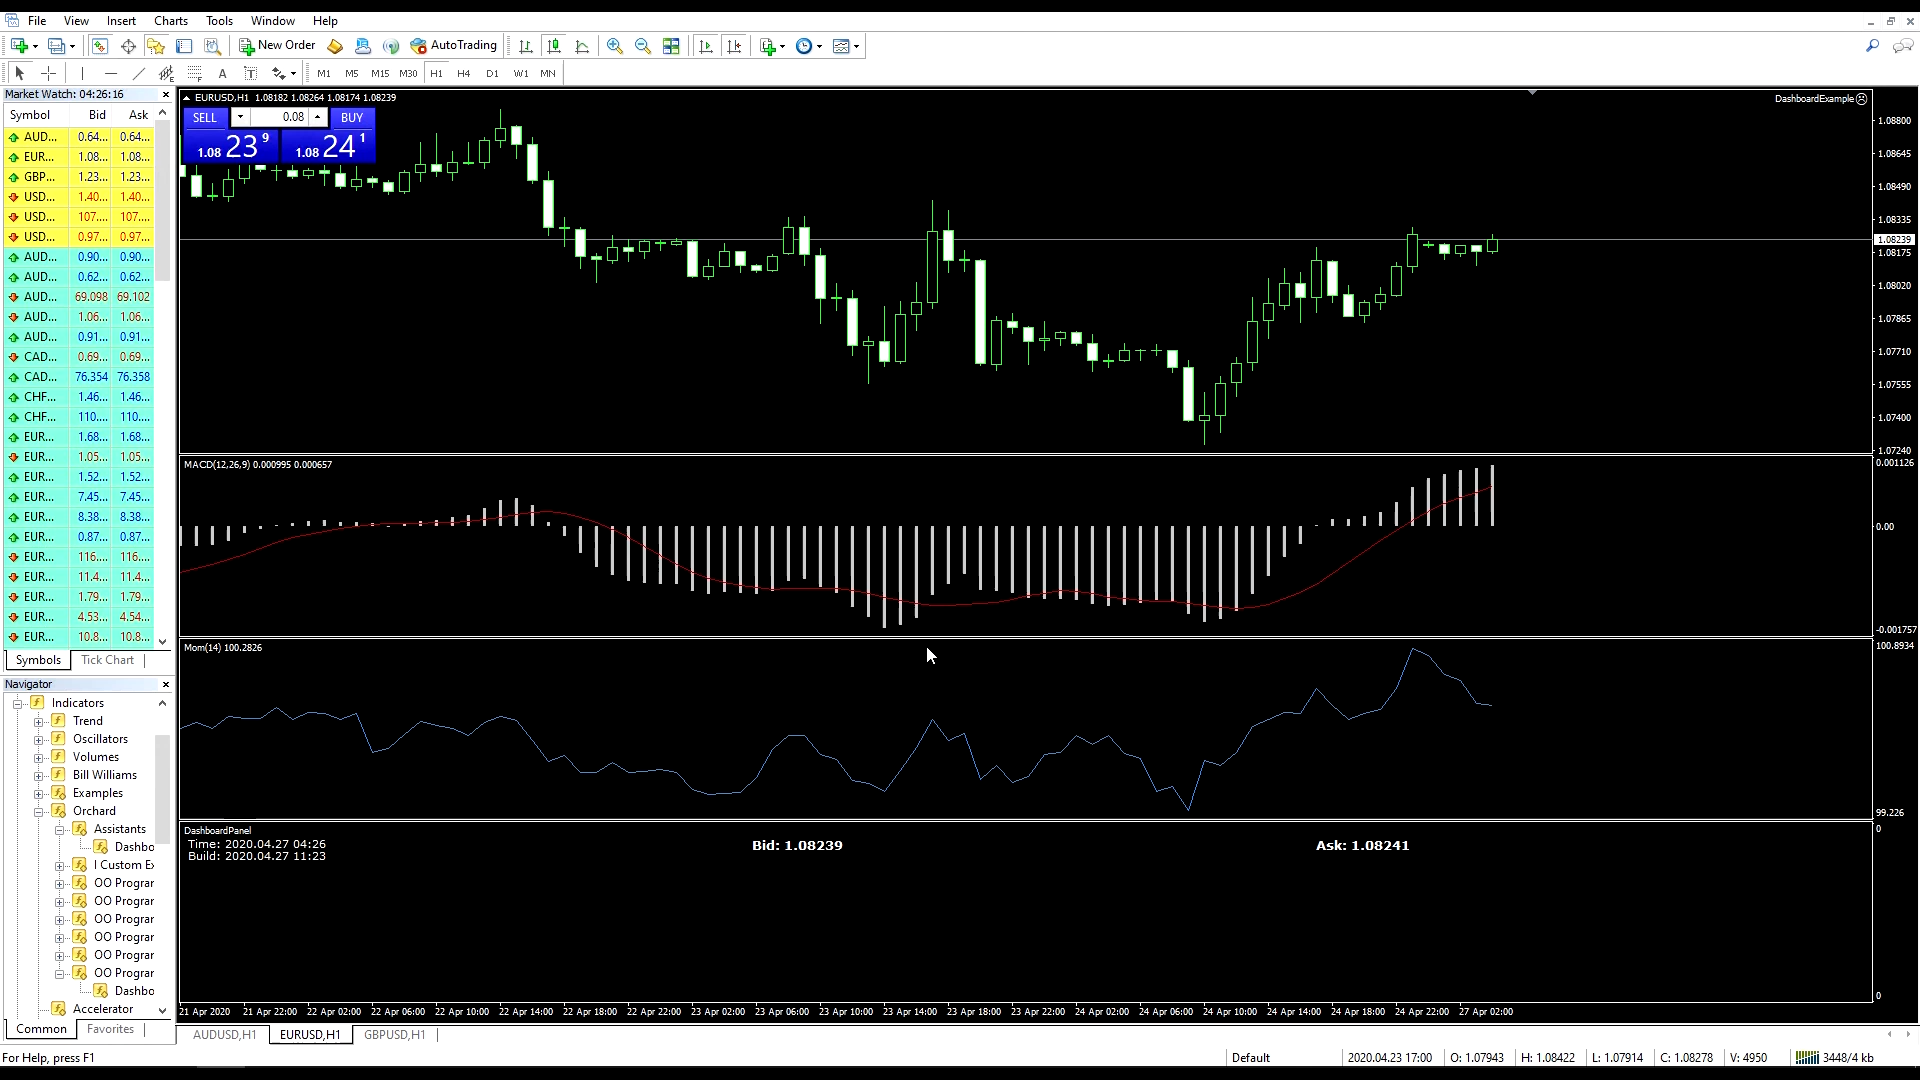 File View Insert Charts Tools Window Help
New Order AutoTrading
A T M1 M5 M15 M30 H1 H4 D1 W1 MN
Market Watch: 04:26:16
Symbol Bid Ask
AUD... 0.64... 0.64...
EUR... 1.08... 1.08...
GBP... 1.23... 1.23...
USD... 1.40... 1.40...
USD... 107.... 107....
USD... 0.97... 0.97...
AUD... 0.90... 0.90...
AUD... 0.62... 0.62...
AUD... 69.098 69.102
AUD... 1.06... 1.06...
AUD... 0.91... 0.91...
CAD... 0.69... 0.69...
CAD... 76.354 76.358
CHF... 1.46... 1.46...
CHF... 110.... 110....
EUR... 1.68... 1.68...
EUR... 1.05... 1.05...
EUR... 1.52... 1.52...
EUR... 7.45... 7.45...
EUR... 8.38... 8.38...
EUR... 0.87... 0.87...
EUR... 116.... 116....
EUR... 11.4... 11.4...
EUR... 1.79... 1.79...
EUR... 4.53... 4.54...
EUR... 10.8... 10.8...
Symbols Tick Chart
Navigator
Indicators
Trend
Oscillators
Volumes
Bill Williams
Examples
Orchard
Assistants
Dashbo
I Custom Ex
OO Prograr
OO Prograr
OO Prograr
OO Prograr
OO Prograr
OO Prograr
Dashbo
Accelerator
Common Favorites
EURUSD,H1 1.08182 1.08264 1.08174 1.08239
DashboardExample
SELL 0.08 BUY
1.08 23 9 1.08 24 1
1.08800
1.08645
1.08490
1.08335
1.08239
1.08175
1.08020
1.07865
1.07710
1.07555
1.07400
1.07240
MACD(12,26,9) 0.000995 0.000657
0.001126
0.00
-0.001757
Mom(14) 100.2826
100.8934
99.226
DashboardPanel
0
Time: 2020.04.27 04:26
Build: 2020.04.27 11:23
Bid: 1.08239
Ask: 1.08241
0
21 Apr 2020 21 Apr 22:00 22 Apr 02:00 22 Apr 06:00 22 Apr 10:00 22 Apr 14:00 22 Apr 18:00 22 Apr 22:00 23 Apr 02:00 23 Apr 06:00 23 Apr 10:00 23 Apr 14:00 23 Apr 18:00 23 Apr 22:00 24 Apr 02:00 24 Apr 06:00 24 Apr 10:00 24 Apr 14:00 24 Apr 18:00 24 Apr 22:00 27 Apr 02:00
AUDUSD,H1 EURUSD,H1 GBPUSD,H1
For Help, press F1
Default 2020.04.23 17:00 O: 1.07943 H: 1.08422 L: 1.07914 C: 1.08278 V: 4950 3448/4 kb